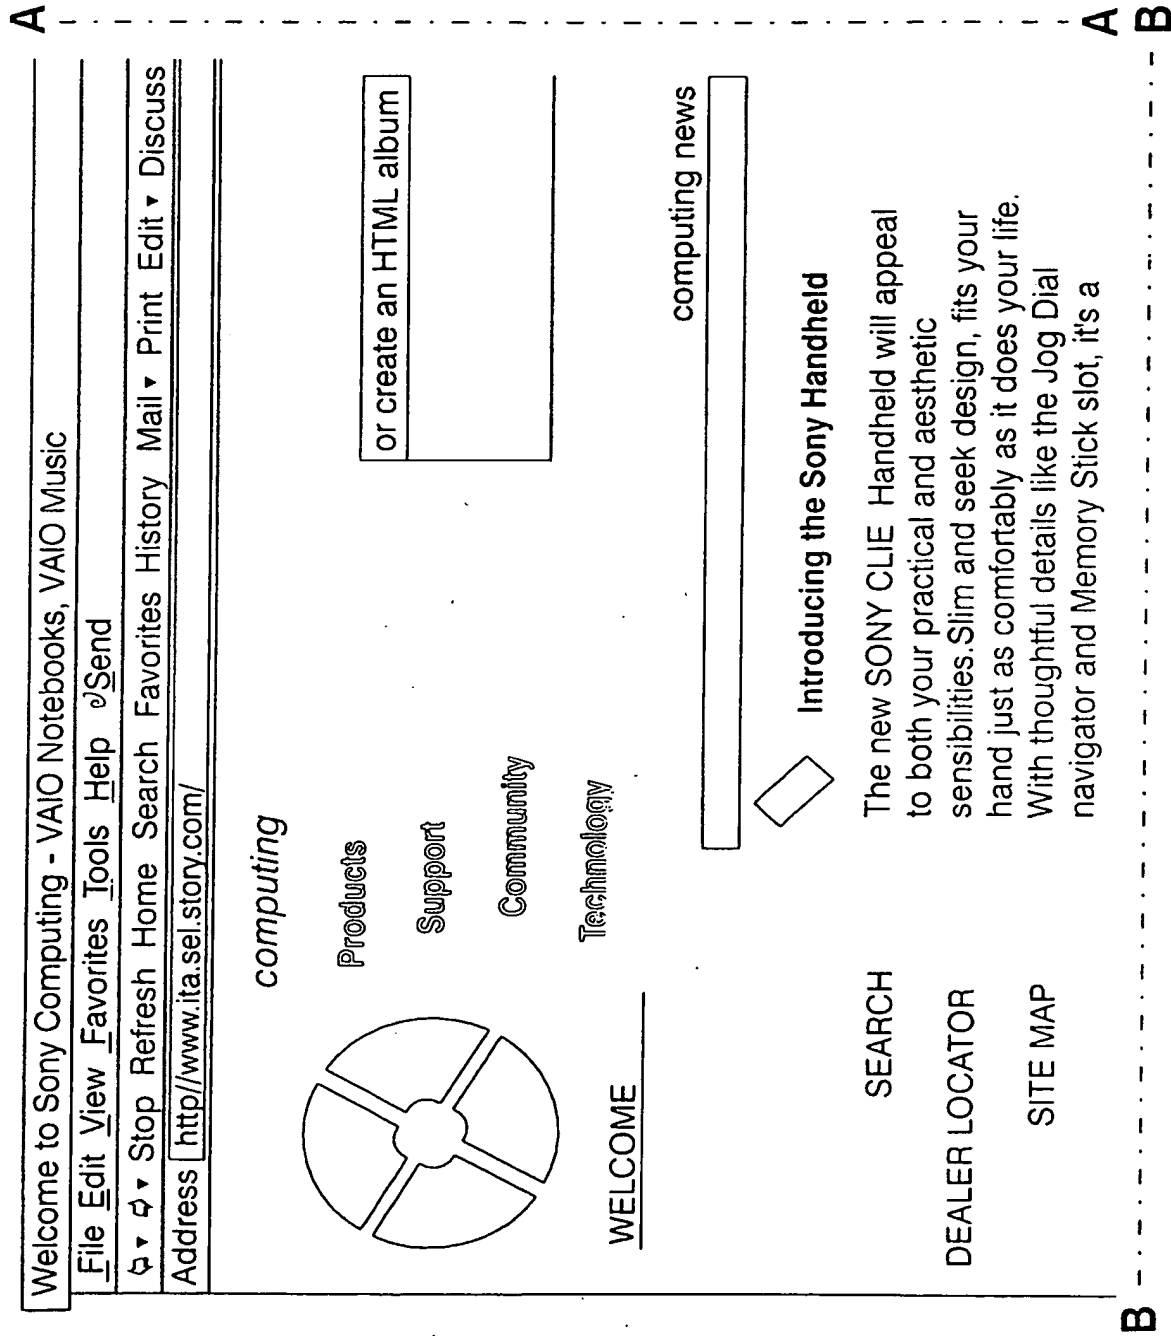 A
Welcome to Sony Computing - VAIO Notebooks, VAIO Music
File Edit View Favorites Tools Help Send
Stop Refresh Home Search Favorites History Mail Print Edit Discuss
Address http//www.ita.sel.story.com/
computing
or create an HTML album
Products
Support
Community
Technology
WELCOME
computing news
Introducing the Sony Handheld
SEARCH
DEALER LOCATOR
SITE MAP
The new SONY CLIE Handheld will appeal
to both your practical and aesthetic
sensibilities.Slim and seek design, fits your
hand just as comfortably as it does your life.
With thoughtful details like the Jog Dial
navigator and Memory Stick slot, it's a
A
B
B